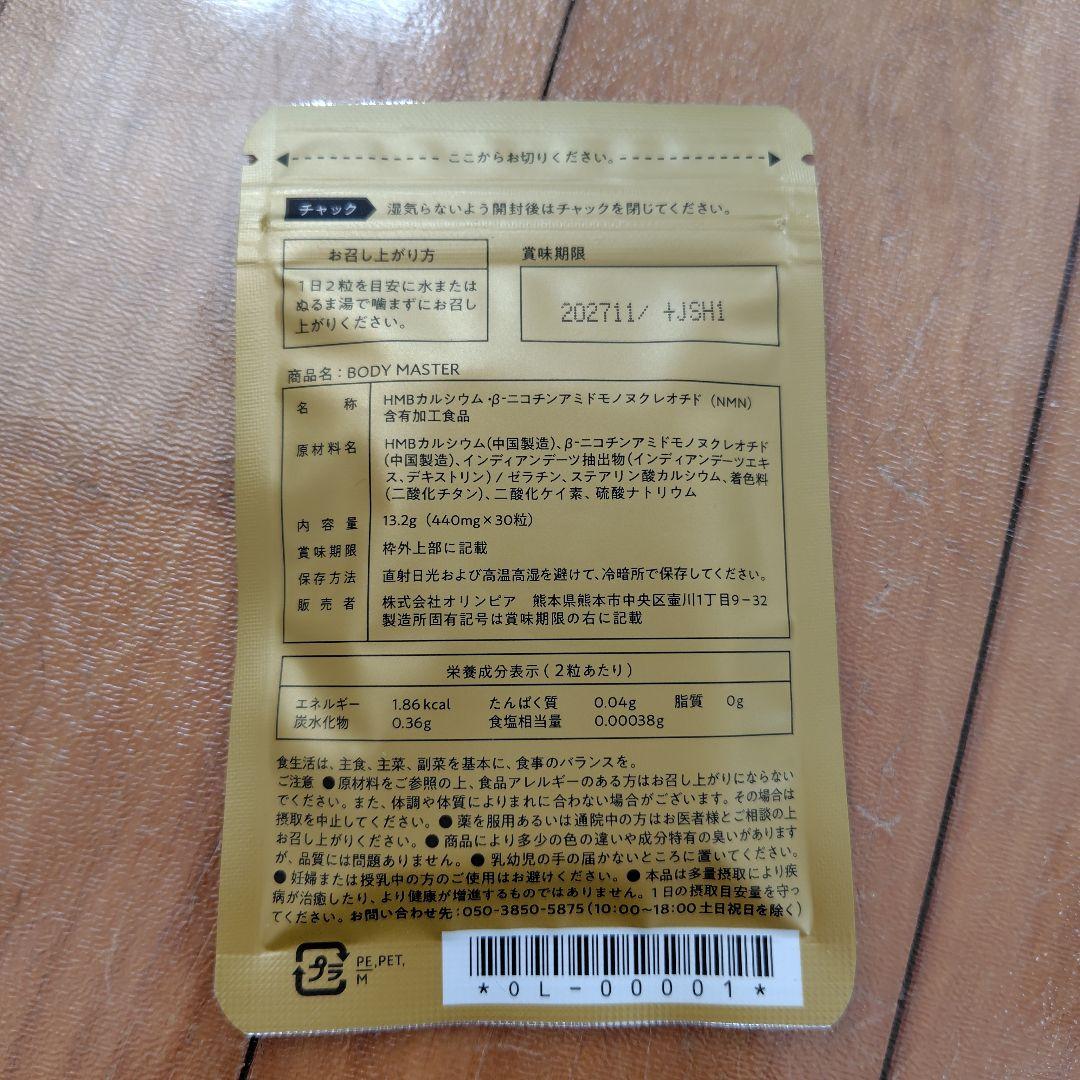 ここからお切りください。
チャック 湿気らないよう開封後はチャックを閉じてください。
お召し上がり方
1日2粒を目安に水または
ぬるま湯で噛まずにお召し
上がりください。
賞味期限
202711/ +JSH1
商品名：BODY MASTER
名称 HMBカルシウム・β-ニコチンアミドモノヌクレオチド（NMN）
含有加工食品
原材料名 HMBカルシウム(中国製造)、β-ニコチンアミドモノヌクレオチド
(中国製造)、インディアンデーツ抽出物(インディアンデーツエキ
ス、デキストリン) / ゼラチン、ステアリン酸カルシウム、着色料
(二酸化チタン)、二酸化ケイ素、硫酸ナトリウム
内容量 13.2g（440mg×30粒）
賞味期限 枠外上部に記載
保存方法 直射日光および高温高湿を避けて、冷暗所で保存してください。
販売者 株式会社オリンピア 熊本県熊本市中央区壷川1丁目9-32
製造所固有記号は賞味期限の右に記載
栄養成分表示(2粒あたり)
エネルギー 1.86kcal たんぱく質 0.04g 脂質 0g
炭水化物 0.36g 食塩相当量 0.00038g
食生活は、主食、主菜、副菜を基本に、食事のバランスを。
ご注意 ●原材料をご参照の上、食品アレルギーのある方はお召し上がりにならない
でください。また、体調や体質によりまれに合わない場合がございます。その場合は
摂取を中止してください。●薬を服用あるいは通院中の方はお医者様とご相談の上
お召し上がりください。●商品により多少の色の違いや成分特有の臭いがあります
が、品質には問題ありません。●乳幼児の手の届かないところに置いてください。
●妊婦または授乳中の方のご使用はお避けください。●本品は多量摂取により疾
病が治癒したり、より健康が増進するものではありません。1日の摂取目安量を守っ
てください。お問い合わせ先：050-3850-5875(10:00~18:00土日祝日を除く)
プラ PE,PET,
M
*OL-00001*